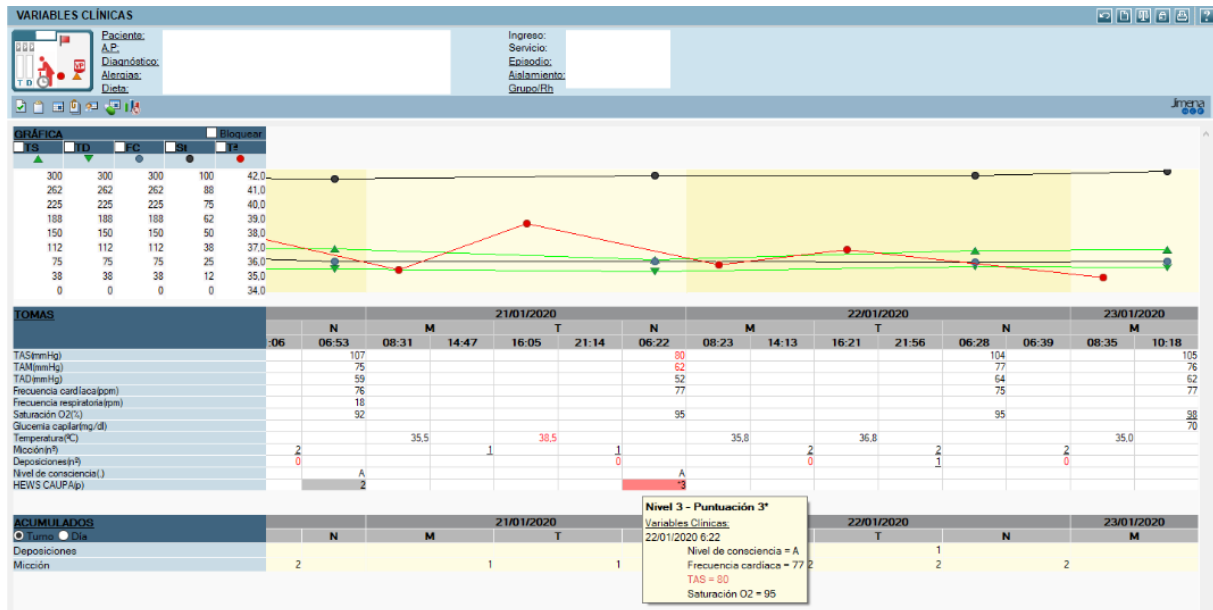 VARIABLES CLÍNICAS
Paciente: Ingreso:
A.P: Servicio:
Diagnóstico: Episodio:
Alergias: Aislamiento:
Dieta: Grupo/Rh
T D VP
Jimena
GRÁFICA Bloquear
TS TD FC St Tª
300 300 300 100 42,0
262 262 262 88 41,0
225 225 225 75 40,0
188 188 188 62 39,0
150 150 150 50 38,0
112 112 112 38 37,0
75 75 75 25 36,0
38 38 38 12 35,0
0 0 0 0 34,0
TOMAS 21/01/2020 22/01/2020 23/01/2020
N M T N M T N M
:06 06:53 08:31 14:47 16:05 21:14 06:22 08:23 14:13 16:21 21:56 06:28 06:39 08:35 10:18
TAS(mmHg) 107 80 104 105
TAM(mmHg) 75 62 77 76
TAD(mmHg) 59 52 64 62
Frecuencia cardíaca(ppm) 76 77 75 77
Frecuencia respiratoria(rpm) 18
Saturación O2(%) 92 95 95 98
Glucemia capilar(mg/dl) 70
Temperatura(ºC) 35,5 38,5 35,8 36,8 35,0
Micción(nº) 2 1 1 2 2 2
Deposiciones(nº) 0 0 0 1 0
Nivel de consciencia(.) A A
HEWS CAUPA(p) 2 *3
Nivel 3 - Puntuación 3*
Variables Clínicas:
22/01/2020 6:22
Nivel de consciencia = A
Frecuencia cardíaca = 77
TAS = 80
Saturación O2 = 95
ACUMULADOS 21/01/2020 22/01/2020 23/01/2020
Turno Día N M T T N M
Deposiciones 1
Micción 2 1 1 2 2 2